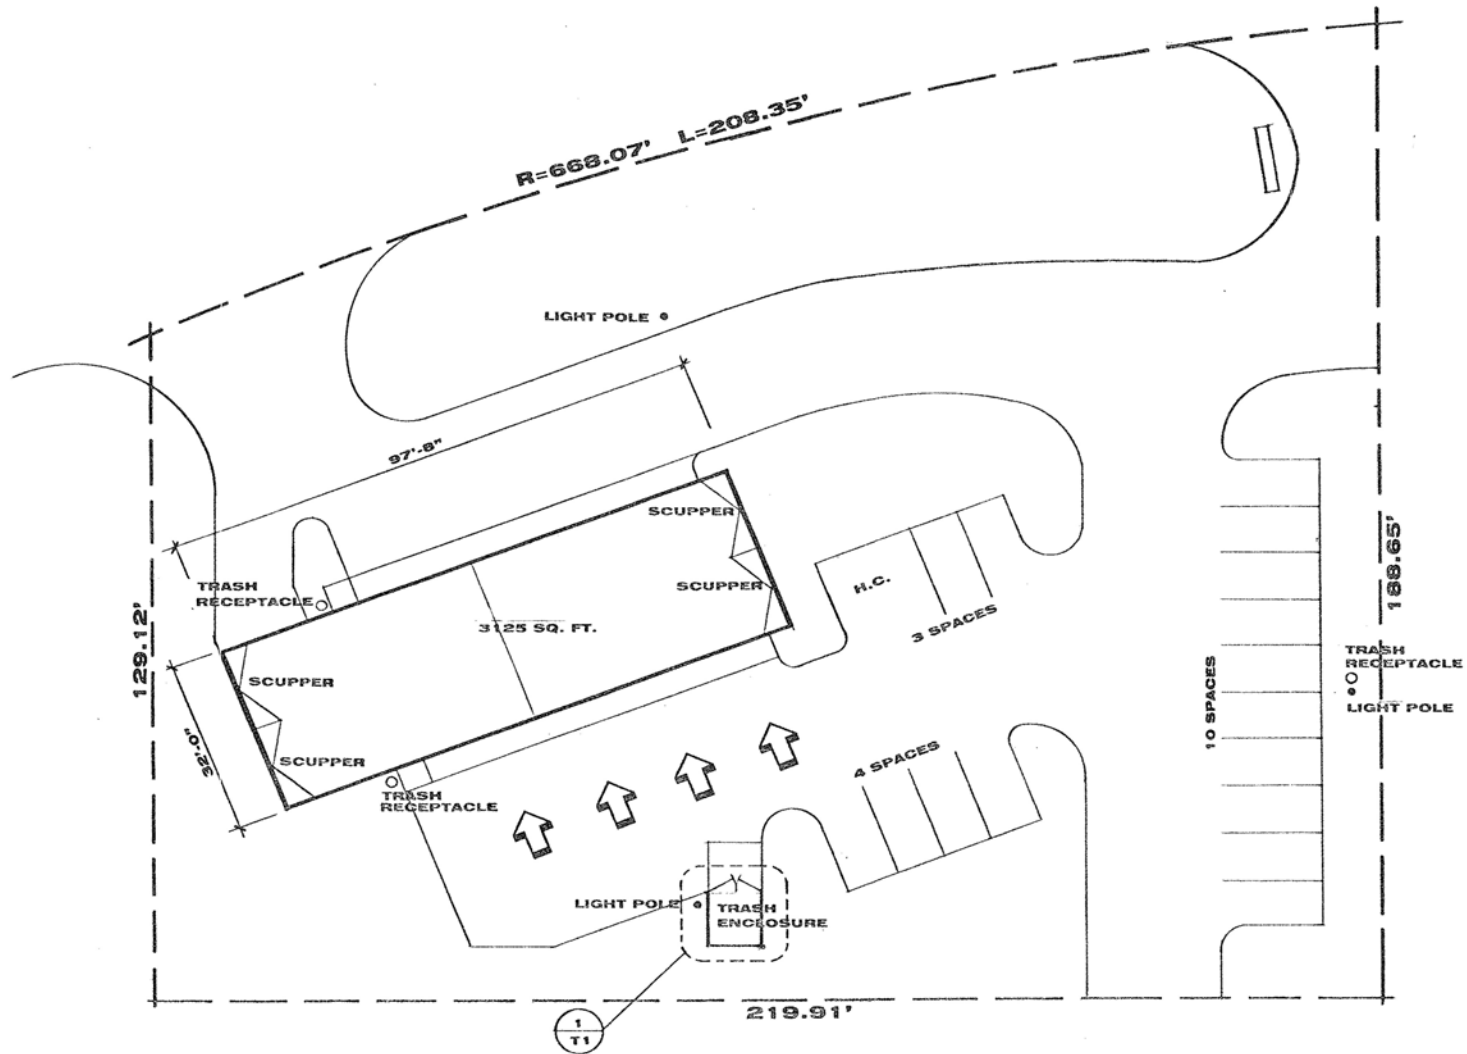 R=668.07' L=208.35'
LIGHT POLE
97'-8"
SCUPPER
SCUPPER
TRASH
RECEPTACLE
H.C.
3 SPACES
3125 SQ. FT.
129.12'
188.65'
32'-0"
SCUPPER
SCUPPER
TRASH
RECEPTACLE
4 SPACES
10 SPACES
TRASH
RECEPTACLE
LIGHT POLE
LIGHT POLE
TRASH
ENCLOSURE
219.91'
1
T1